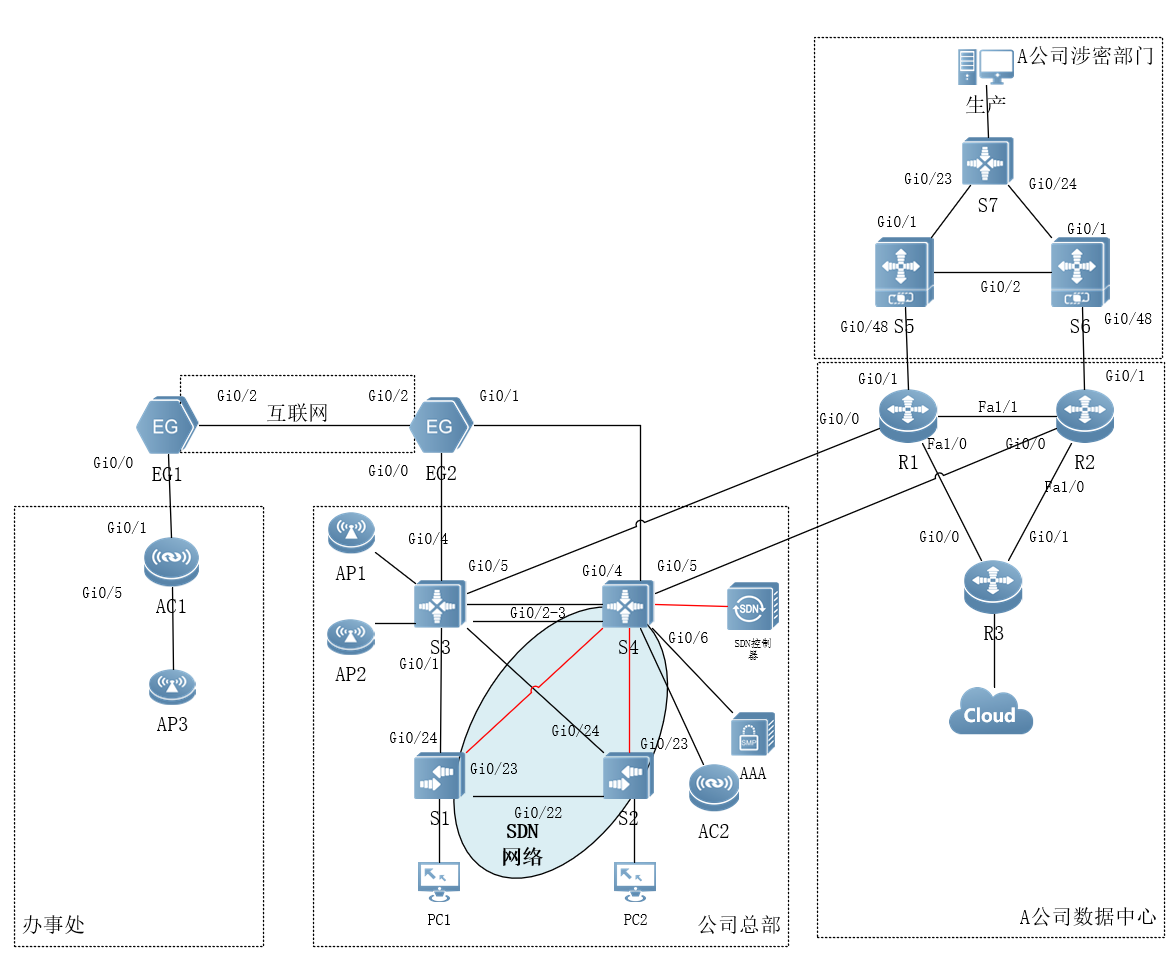 A公司涉密部门
生产
Gi0/23
Gi0/24
S7
Gi0/1
Gi0/1
Gi0/2
Gi0/48
S5
S6
Gi0/48
Gi0/1
Gi0/1
Gi0/0
Fa1/1
Fa1/0
Gi0/0
R1
R2
Fa1/0
Gi0/0
Gi0/1
R3
Cloud
A公司数据中心
Gi0/2
互联网
Gi0/2
Gi0/1
EG
EG
Gi0/0
EG1
Gi0/0
EG2
Gi0/1
Gi0/5
AC1
AP3
办事处
AP1
Gi0/4
Gi0/5
Gi0/4
Gi0/5
Gi0/2-3
SDN
SDN控制
器
AP2
S3
S4
Gi0/6
Gi0/1
Gi0/24
Gi0/24
Gi0/23
Gi0/23
SMP
AAA
Gi0/22
S1
S2
AC2
SDN
网络
PC1
PC2
公司总部